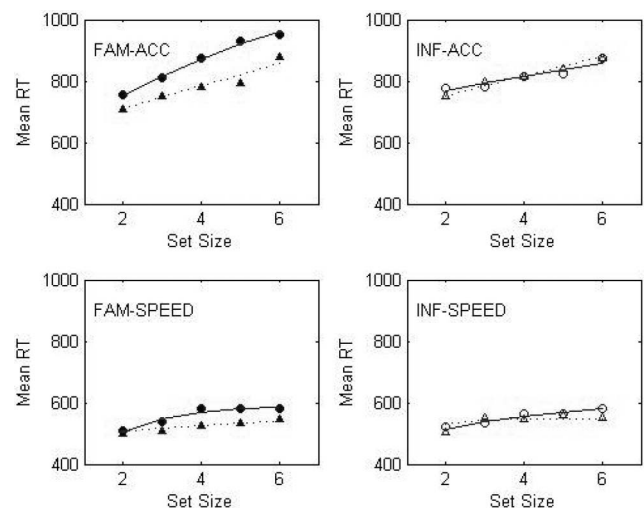 1000
800
600
400
Mean RT
FAM-ACC
2 4 6
Set Size
1000
800
600
400
Mean RT
INF-ACC
2 4 6
Set Size
1000
800
600
400
Mean RT
FAM-SPEED
2 4 6
Set Size
1000
800
600
400
Mean RT
INF-SPEED
2 4 6
Set Size